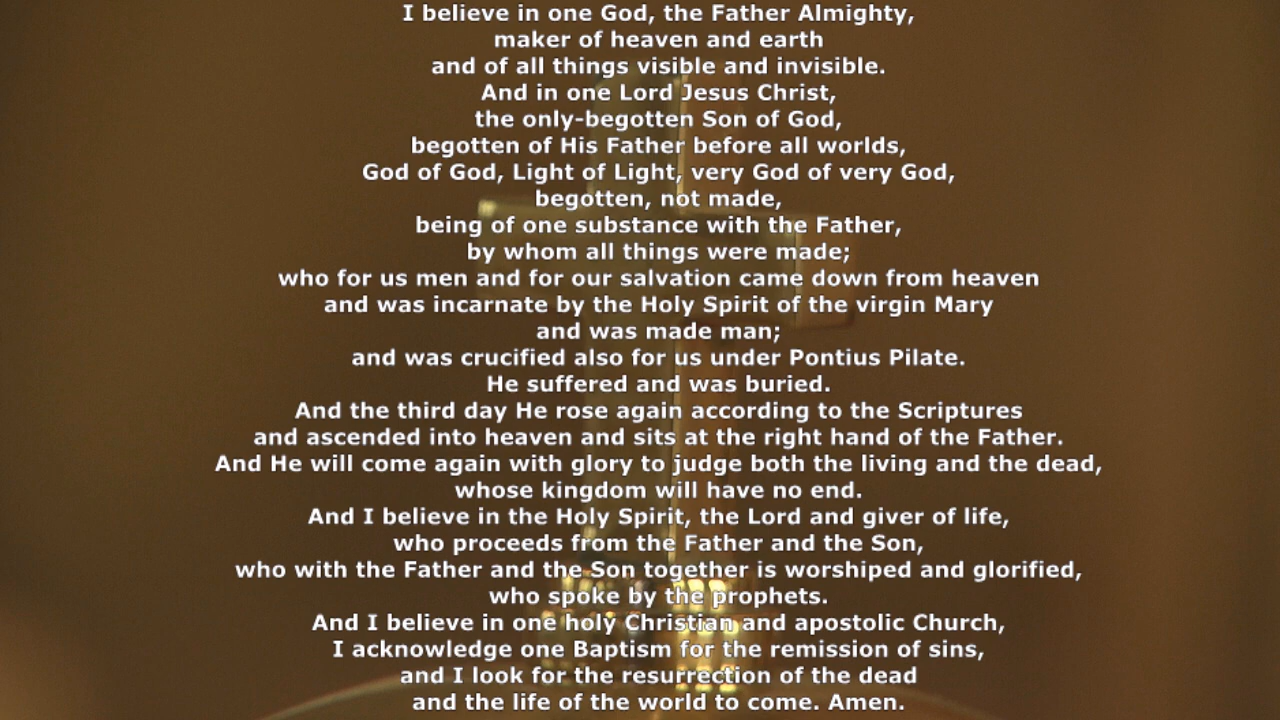 I believe in one God, the Father Almighty,
maker of heaven and earth
and of all things visible and invisible.
And in one Lord Jesus Christ,
the only-begotten Son of God,
begotten of His Father before all worlds,
God of God, Light of Light, very God of very God,
begotten, not made,
being of one substance with the Father,
by whom all things were made;
who for us men and for our salvation came down from heaven
and was incarnate by the Holy Spirit of the virgin Mary
and was made man;
and was crucified also for us under Pontius Pilate.
He suffered and was buried.
And the third day He rose again according to the Scriptures
and ascended into heaven and sits at the right hand of the Father.
And He will come again with glory to judge both the living and the dead,
whose kingdom will have no end.
And I believe in the Holy Spirit, the Lord and giver of life,
who proceeds from the Father and the Son,
who with the Father and the Son together is worshiped and glorified,
who spoke by the prophets.
And I believe in one holy Christian and apostolic Church,
I acknowledge one Baptism for the remission of sins,
and I look for the resurrection of the dead
and the life of the world to come. Amen.